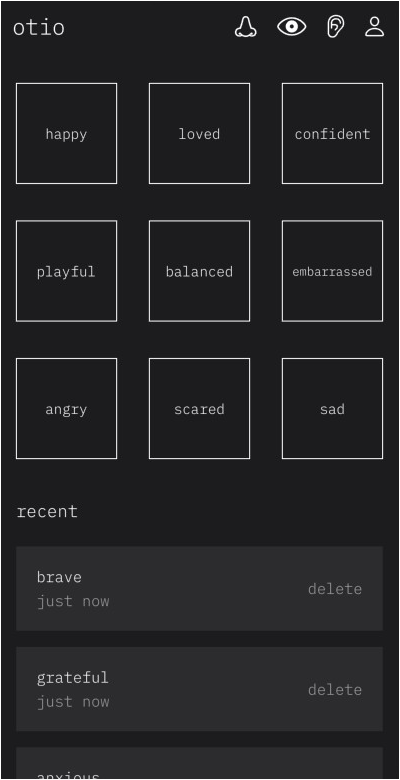 otio
happy loved confident
playful balanced embarrassed
angry scared sad
recent
brave
just now
delete
grateful
just now
delete
anxious